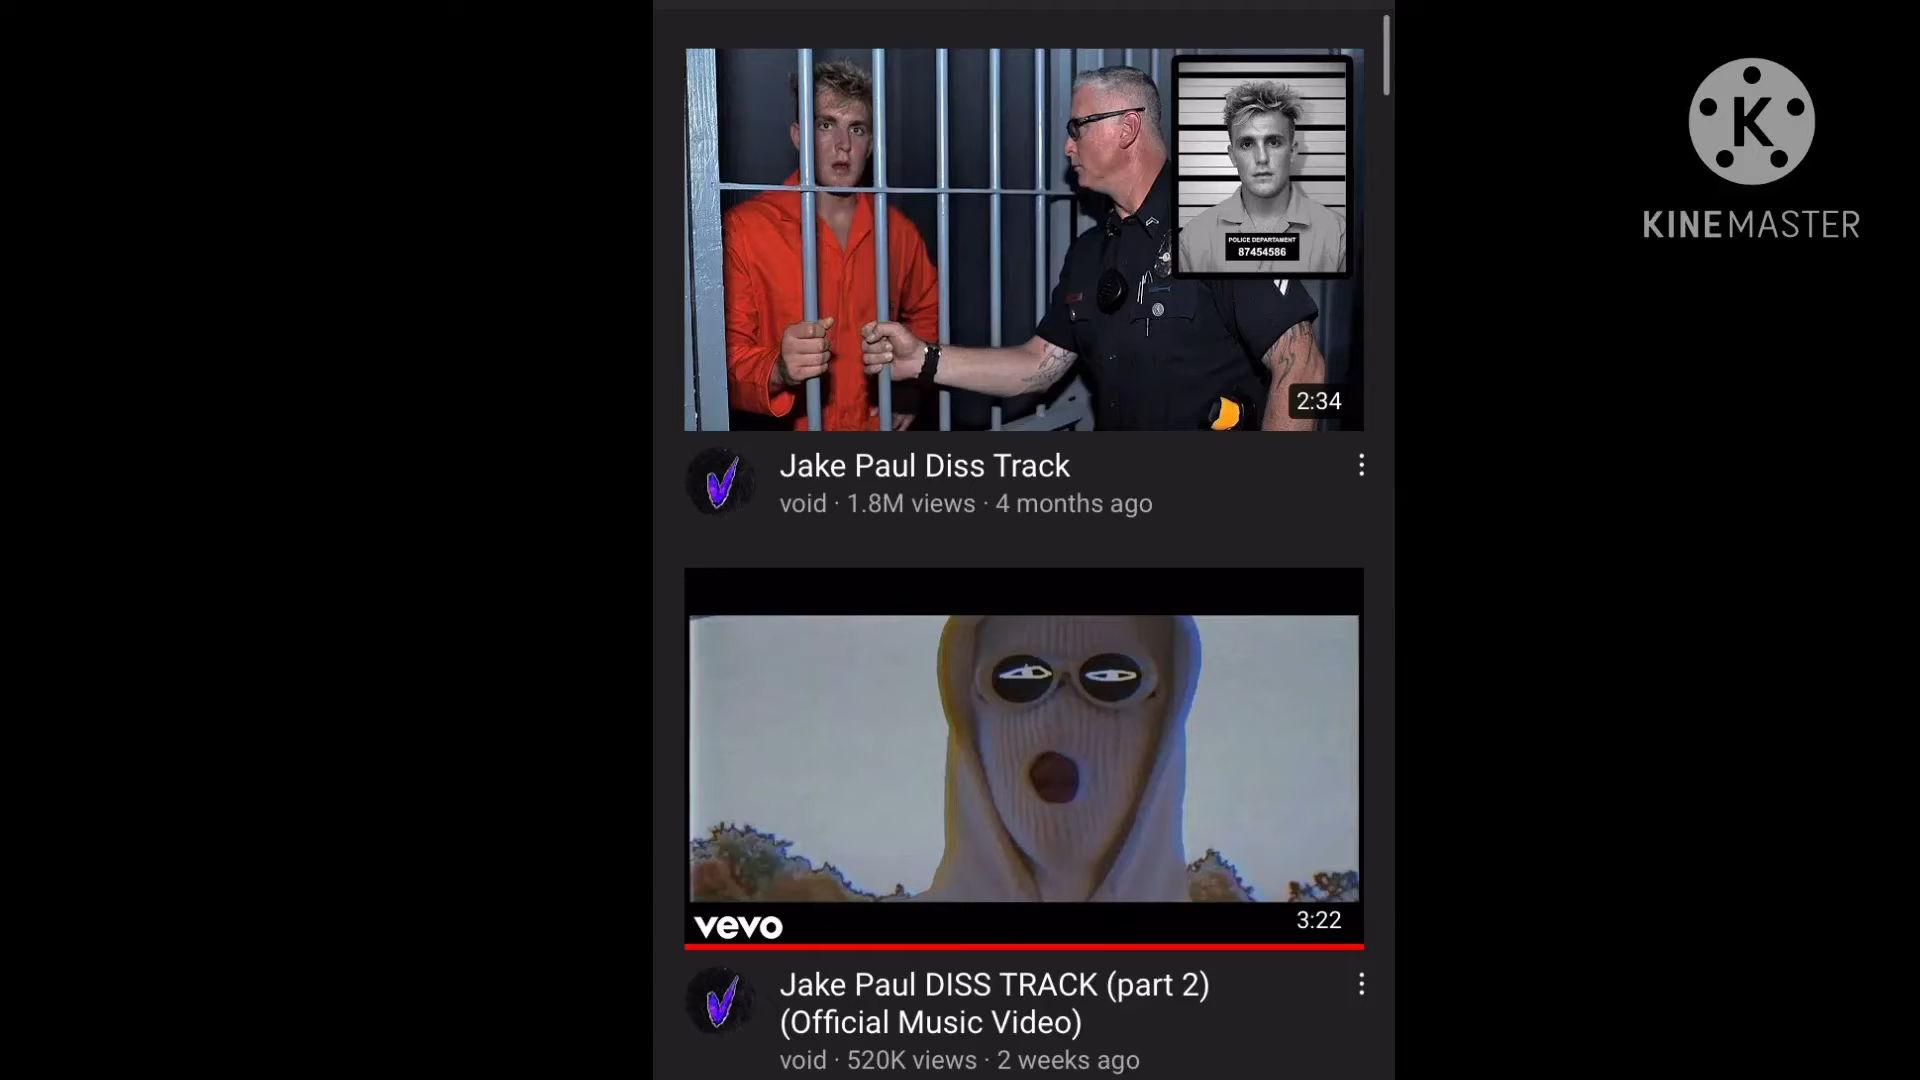 KINEMASTER
POLICE DEPARTAMENT
87454586
2:34
Jake Paul Diss Track
void · 1.8M views · 4 months ago
vevo
3:22
Jake Paul DISS TRACK (part 2)
(Official Music Video)
void · 520K views · 2 weeks ago